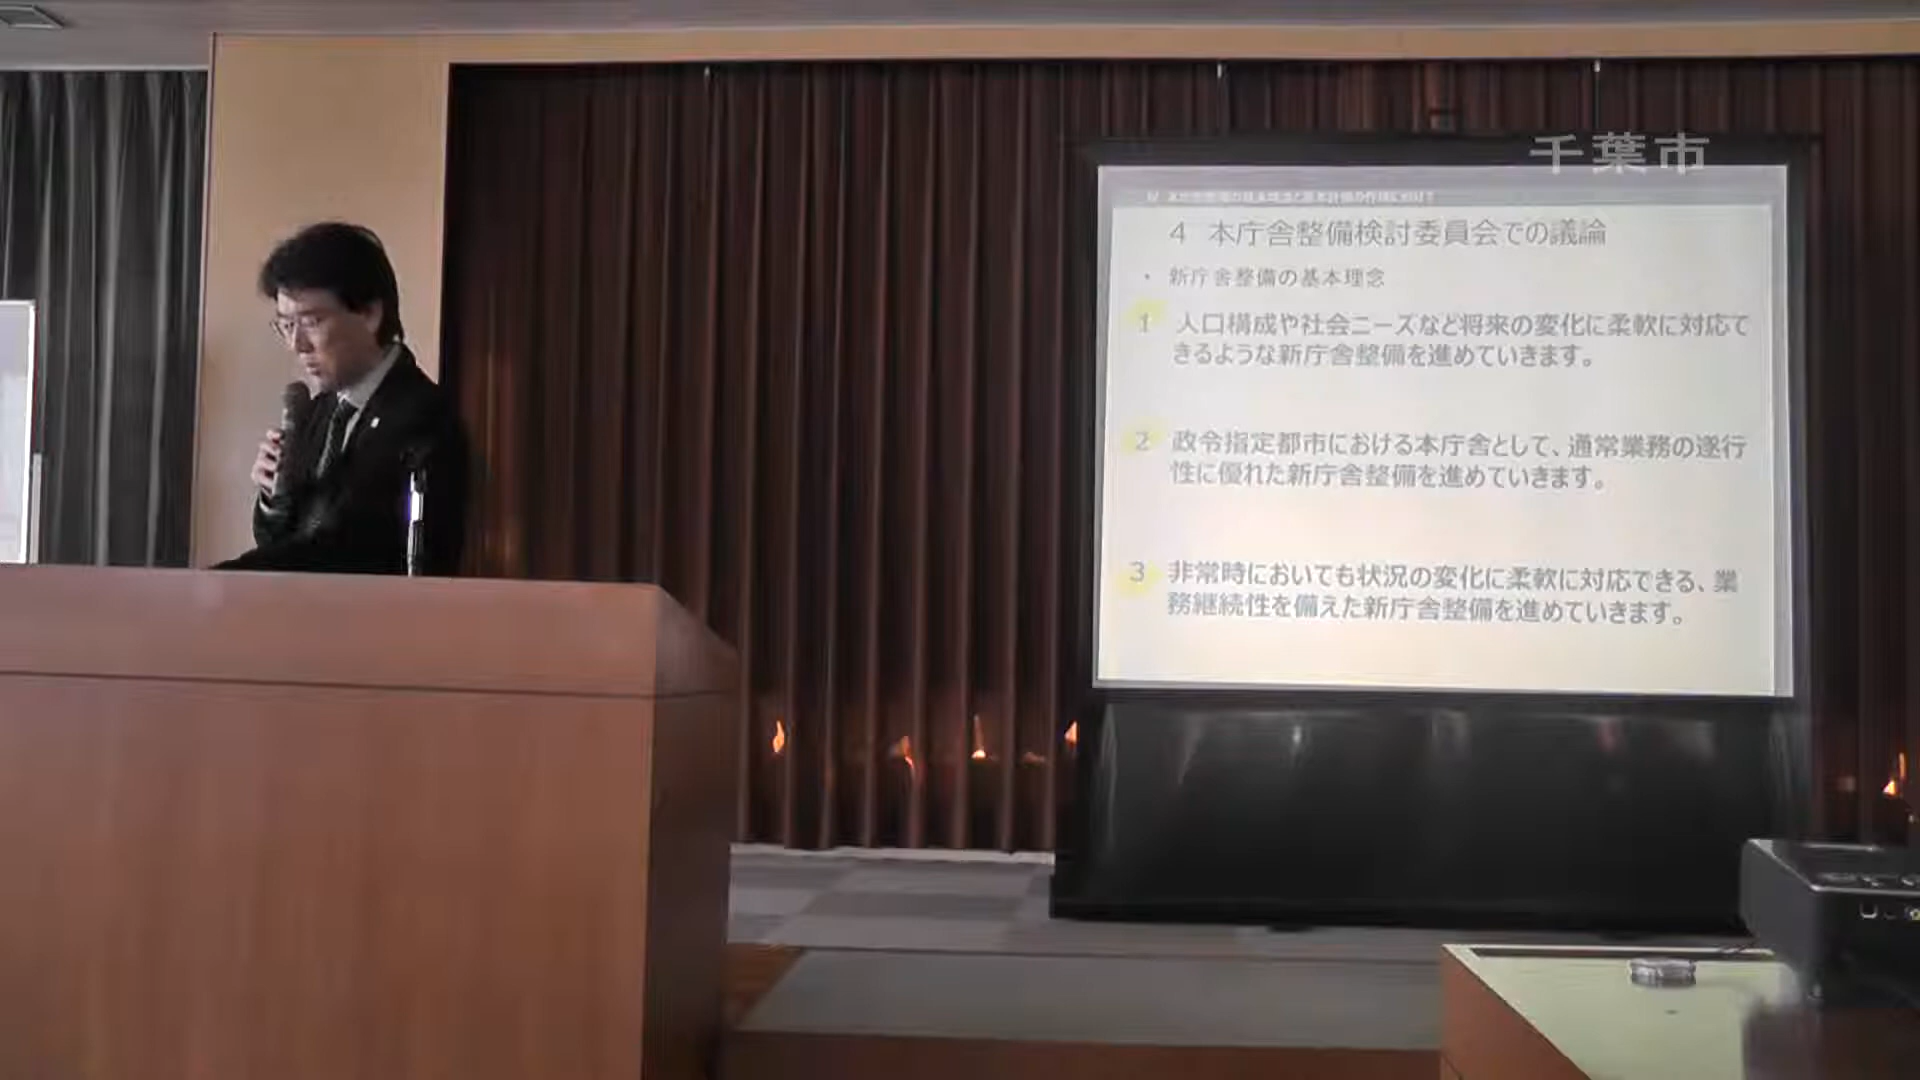 千葉市
4 本庁舎整備検討委員会での議論
・ 新庁舎整備の基本理念
1 人口構成や社会ニーズなど将来の変化に柔軟に対応で
きるような新庁舎整備を進めていきます。
2 政令指定都市における本庁舎として、通常業務の遂行
性に優れた新庁舎整備を進めていきます。
3 非常時においても状況の変化に柔軟に対応できる、業
務継続性を備えた新庁舎整備を進めていきます。